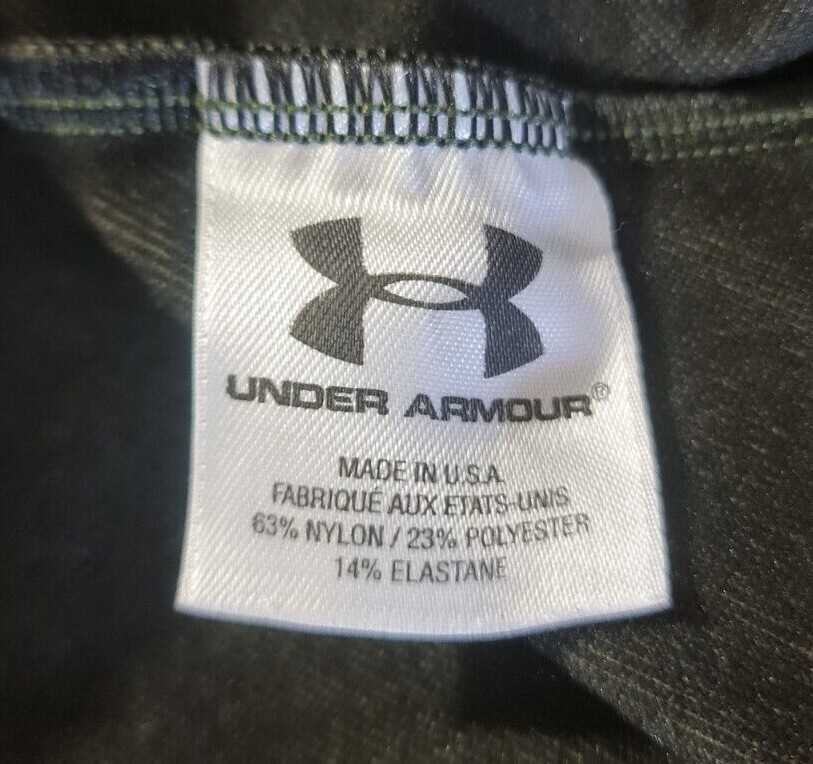 UNDER ARMOUR®
MADE IN U.S.A.
FABRIQUÉ AUX ETATS-UNIS
63% NYLON / 23% POLYESTER
14% ELASTANE